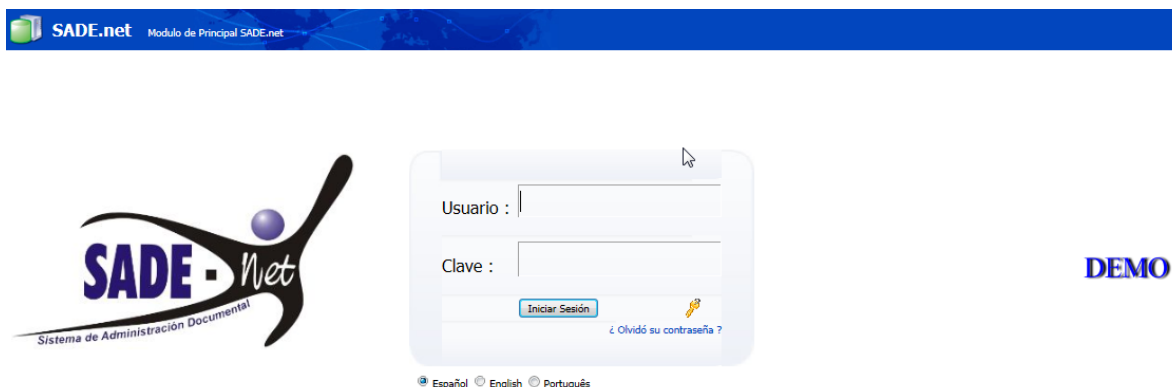 SADE.net Modulo de Principal SADE.net
Usuario :
SADE - Net
Clave :
DEMO
Sistema de Administración Documental
Iniciar Sesión
¿ Olvidó su contraseña ?
Español English Português